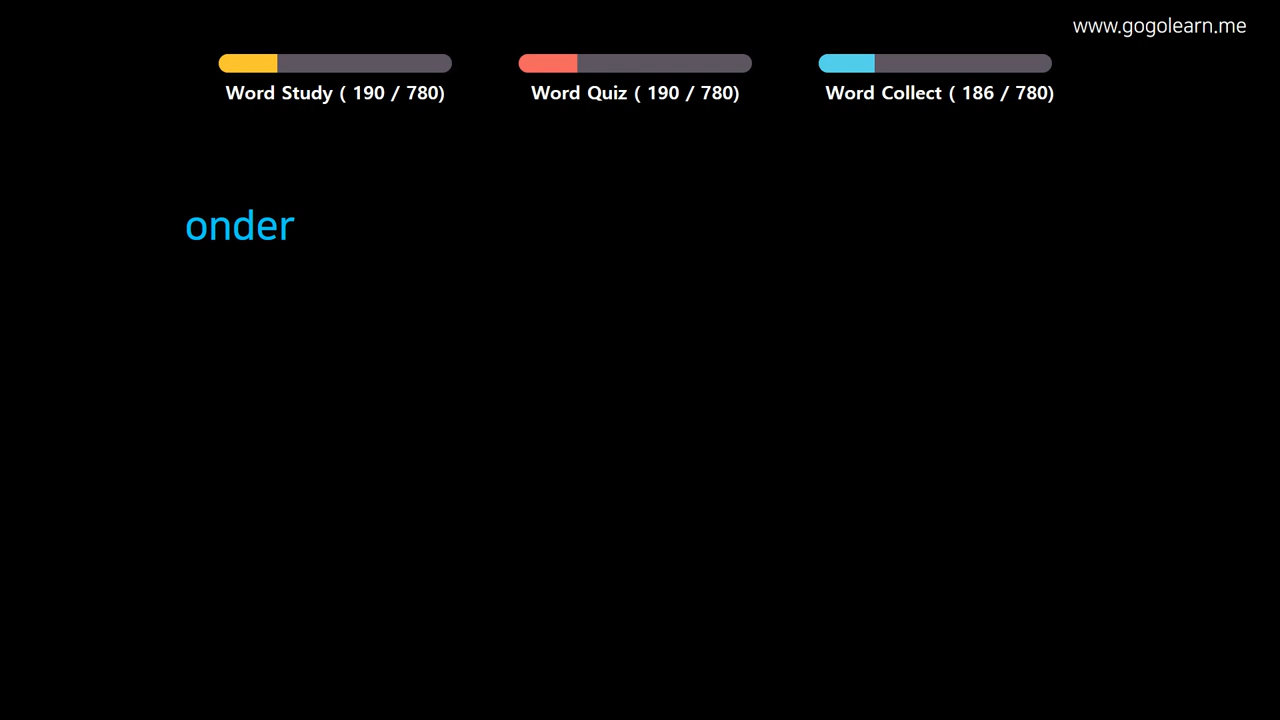 www.gogolearn.me
Word Study ( 190 / 780)
Word Quiz ( 190 / 780)
Word Collect ( 186 / 780)
onder